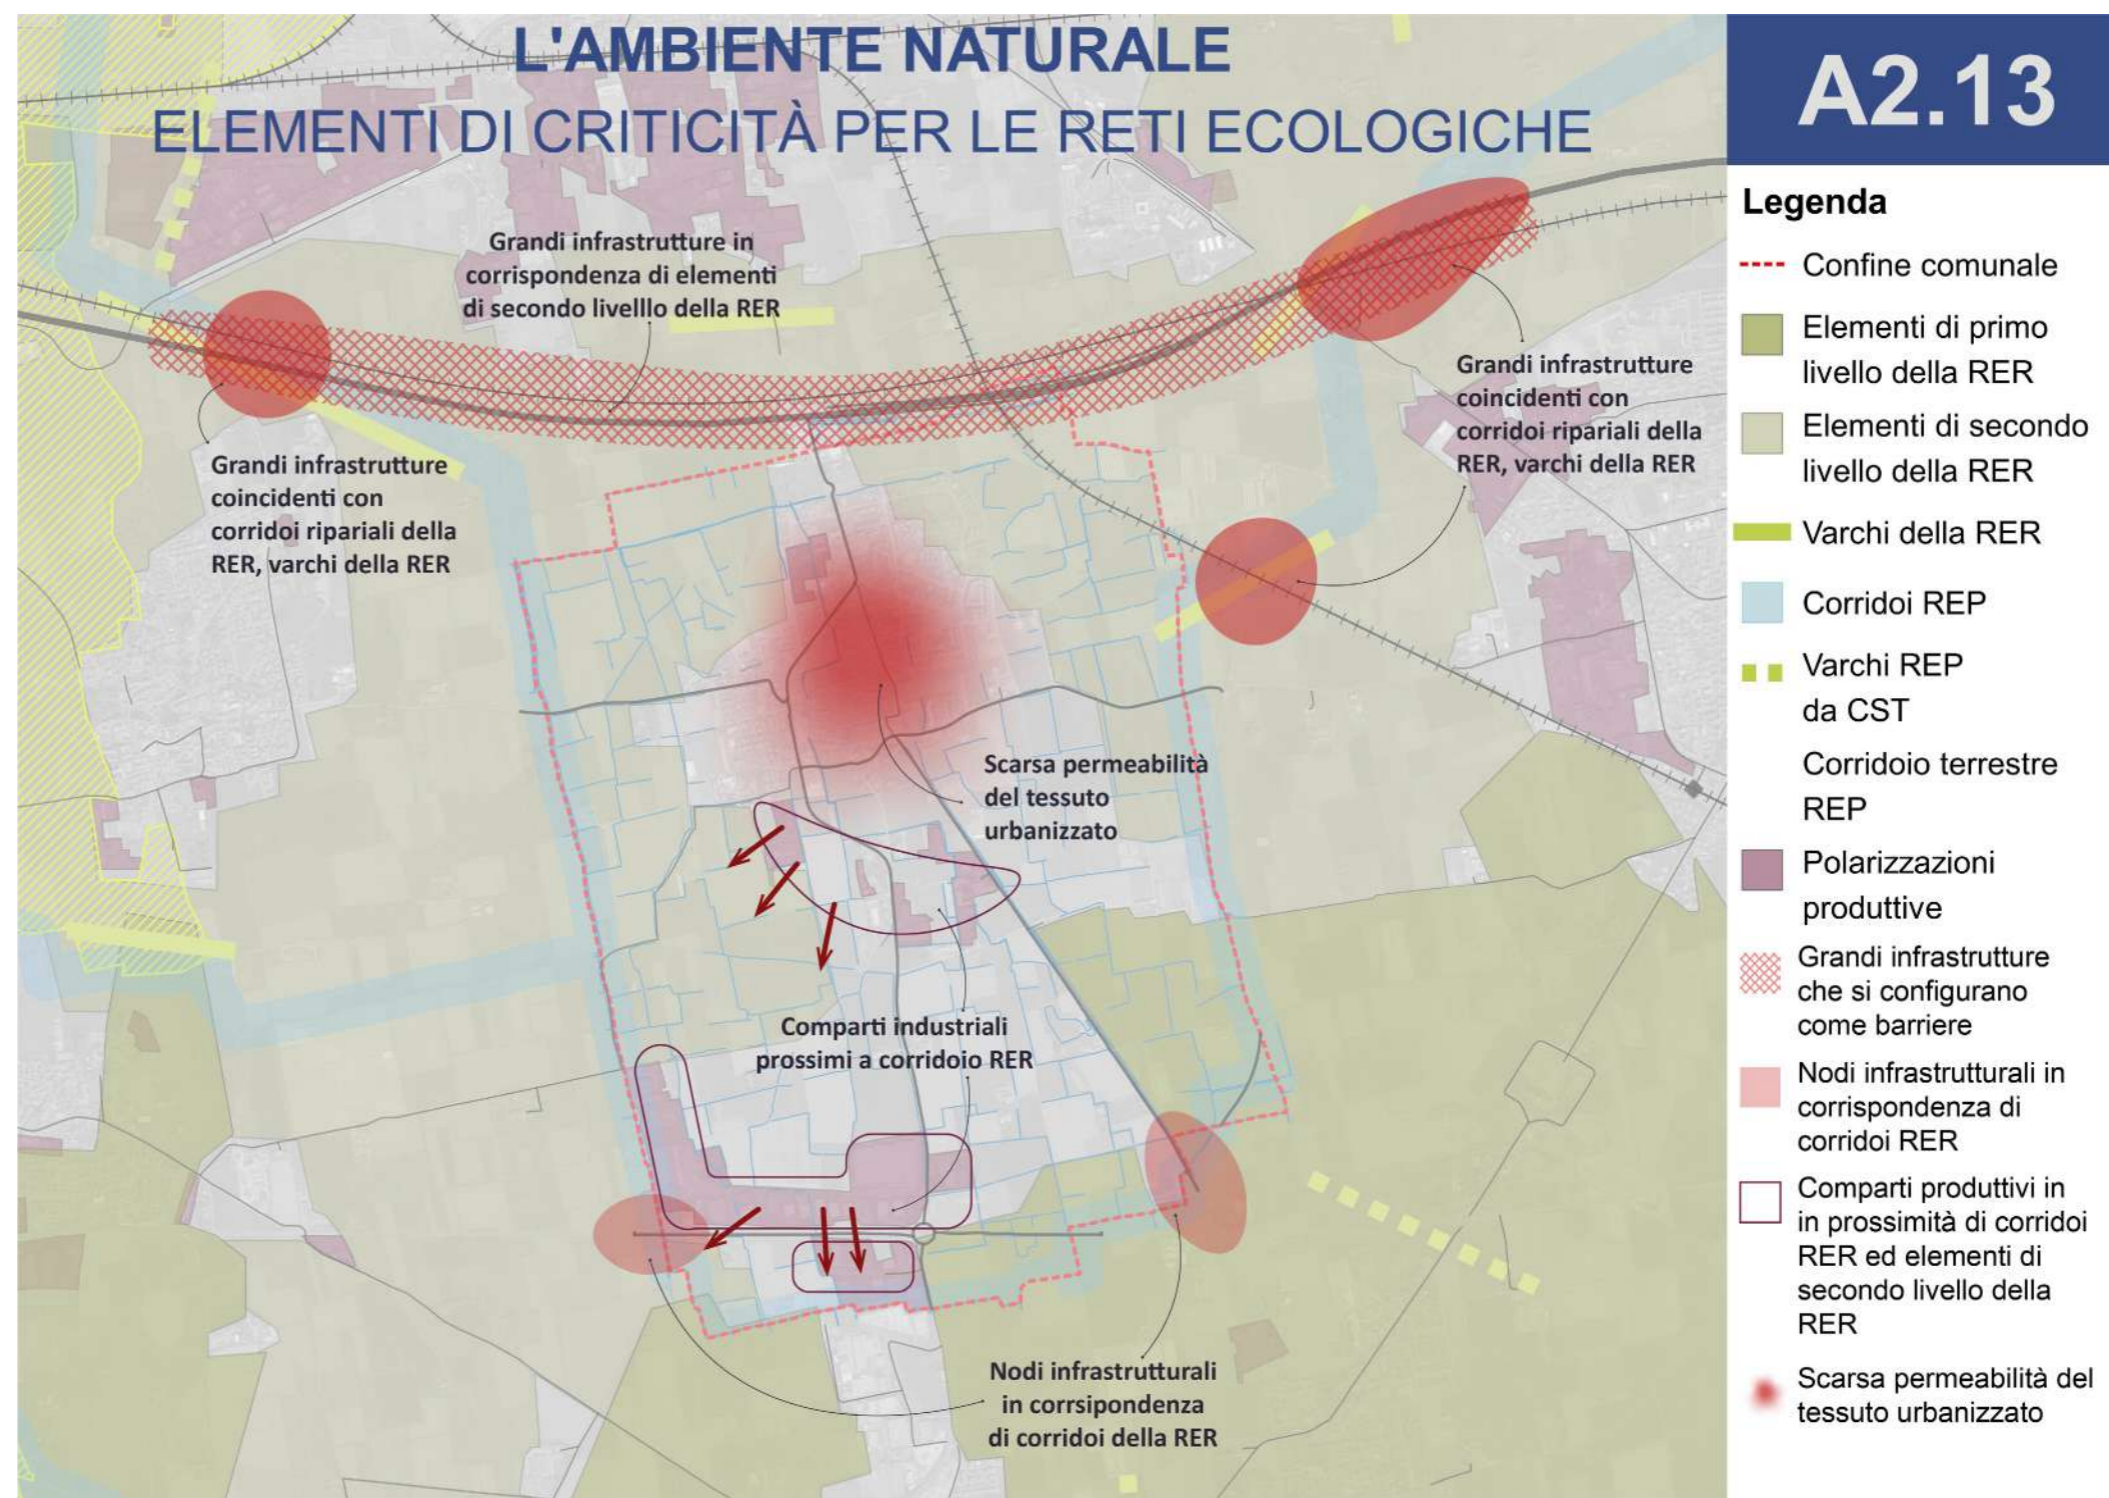 L'AMBIENTE NATURALE
ELEMENTI DI CRITICITÀ PER LE RETI ECOLOGICHE
A2.13
Grandi infrastrutture in
corrispondenza di elementi
di secondo livelllo della RER
Grandi infrastrutture
coincidenti con
corridoi ripariali della
RER, varchi della RER
Grandi infrastrutture
coincidenti con
corridoi ripariali della
RER, varchi della RER
Scarsa permeabilità
del tessuto
urbanizzato
Comparti industriali
prossimi a corridoio RER
Nodi infrastrutturali
in corrsipondenza
di corridoi della RER
Legenda
Confine comunale
Elementi di primo
livello della RER
Elementi di secondo
livello della RER
Varchi della RER
Corridoi REP
Varchi REP
da CST
Corridoio terrestre
REP
Polarizzazioni
produttive
Grandi infrastrutture
che si configurano
come barriere
Nodi infrastrutturali in
corrispondenza di
corridoi RER
Comparti produttivi in
in prossimità di corridoi
RER ed elementi di
secondo livello della
RER
Scarsa permeabilità del
tessuto urbanizzato